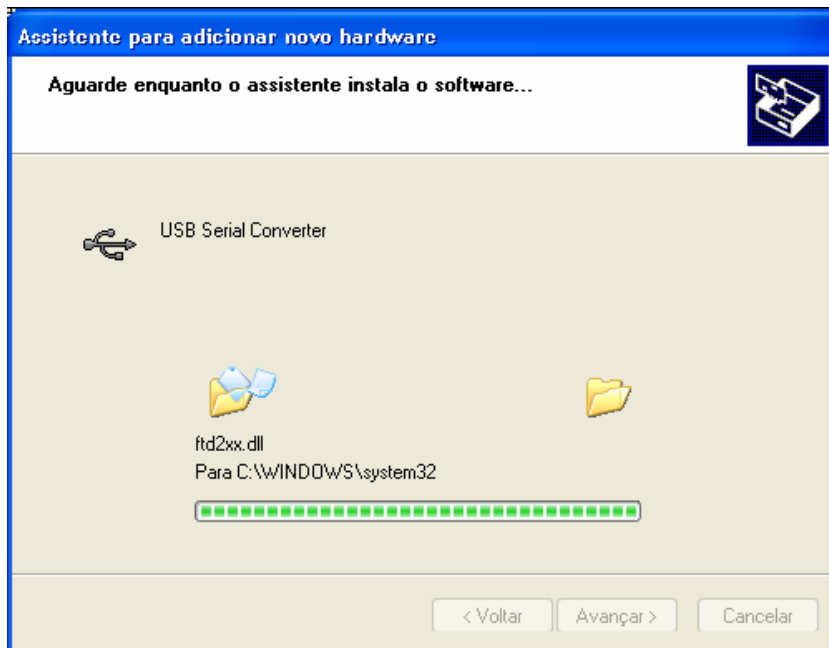 Assistente para adicionar novo hardware
Aguarde enquanto o assistente instala o software...
USB Serial Converter
ftd2xx.dll
Para C:\WINDOWS\system32
< Voltar
Avançar >
Cancelar